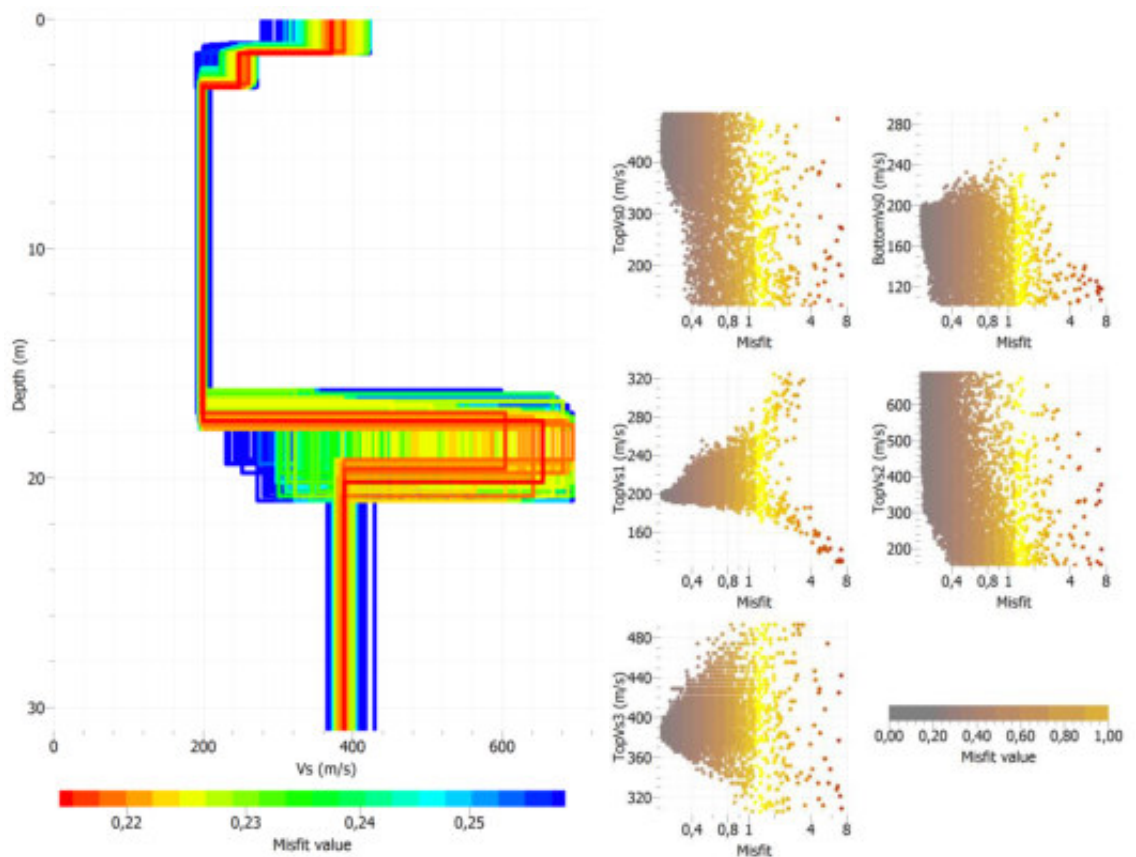 0
10
20
30
Depth (m)
0 200 400 600
Vs (m/s)
0,22 0,23 0,24 0,25
Misfit value
400
300
200
TopVs0 (m/s)
0,4 0,8 1 4 8
Misfit
280
240
200
160
120
BottomVs0 (m/s)
0,4 0,8 1 4 8
Misfit
320
280
240
200
160
TopVs1 (m/s)
0,4 0,8 1 4 8
Misfit
600
500
400
300
200
TopVs2 (m/s)
0,4 0,8 1 4 8
Misfit
480
440
400
360
320
TopVs3 (m/s)
0,4 0,8 1 4 8
Misfit
0,00 0,20 0,40 0,60 0,80 1,00
Misfit value